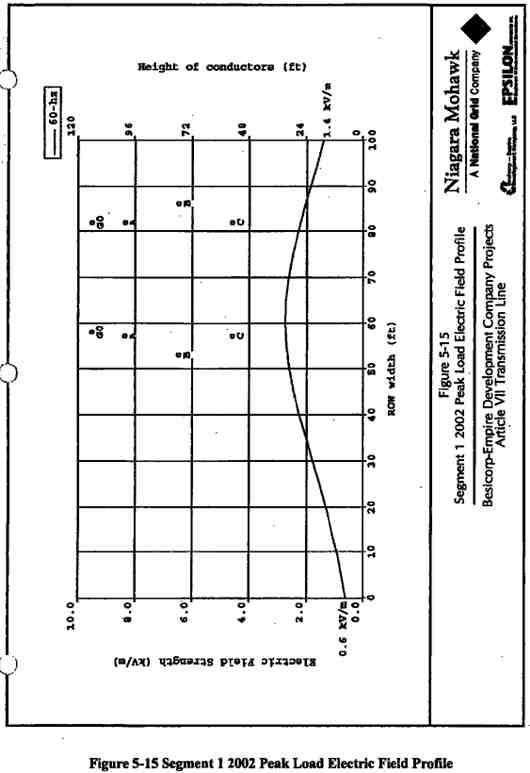 Height of conductors (ft)
60-hz
120
96
72
48
24
0
1.4 kV/m
GO
A
B
C
GO
A
B
C
0
10
20
30
40
50
60
70
80
90
100
ROW width (ft)
10.0
8.0
6.0
4.0
2.0
0.0
0.6 kV/m
Electric Field Strength (kV/m)
Figure 5-15
Segment 1 2002 Peak Load Electric Field Profile
Besicorp-Empire Development Company Projects
Article VII Transmission Line
Niagara Mohawk
A National Grid Company
EPSILON
Figure 5-15 Segment 1 2002 Peak Load Electric Field Profile